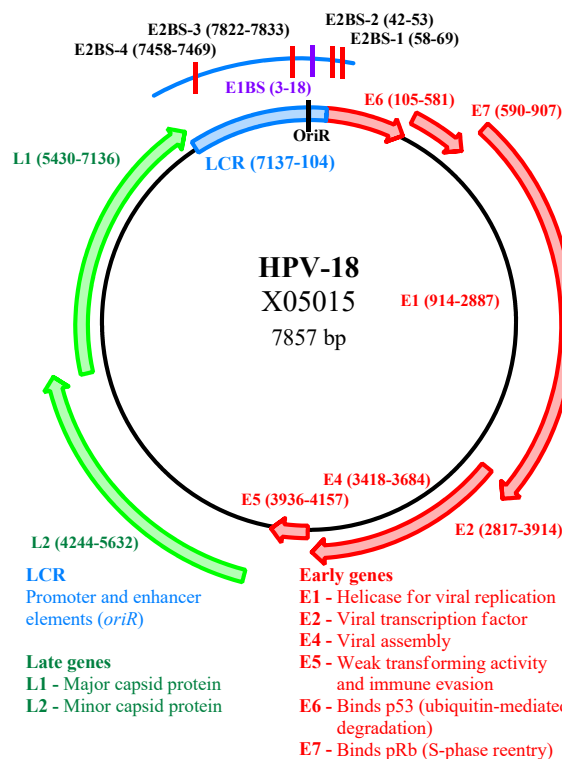 E2BS-4 (7458-7469)
E2BS-3 (7822-7833)
E2BS-2 (42-53)
E2BS-1 (58-69)
E1BS (3-18)
E6 (105-581)
E7 (590-907)
OriR
L1 (5430-7136)
LCR (7137-104)
HPV-18
X05015
7857 bp
E1 (914-2887)
E4 (3418-3684)
E5 (3936-4157)
E2 (2817-3914)
L2 (4244-5632)
LCR
Promoter and enhancer
elements (oriR)
Late genes
L1 - Major capsid protein
L2 - Minor capsid protein
Early genes
E1 - Helicase for viral replication
E2 - Viral transcription factor
E4 - Viral assembly
E5 - Weak transforming activity
and immune evasion
E6 - Binds p53 (ubiquitin-mediated
degradation)
E7 - Binds pRb (S-phase reentry)